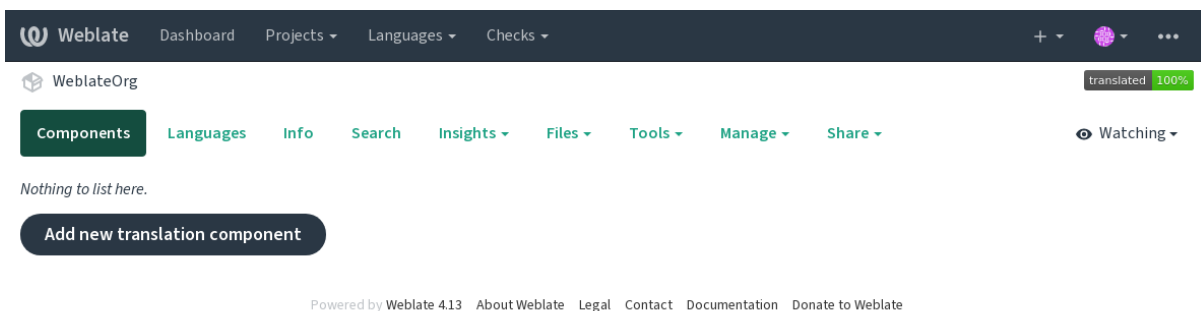 Weblate Dashboard Projects Languages Checks
WeblateOrg translated 100%
Components Languages Info Search Insights Files Tools Manage Share Watching
Nothing to list here.
Add new translation component
Powered by Weblate 4.13 About Weblate Legal Contact Documentation Donate to Weblate